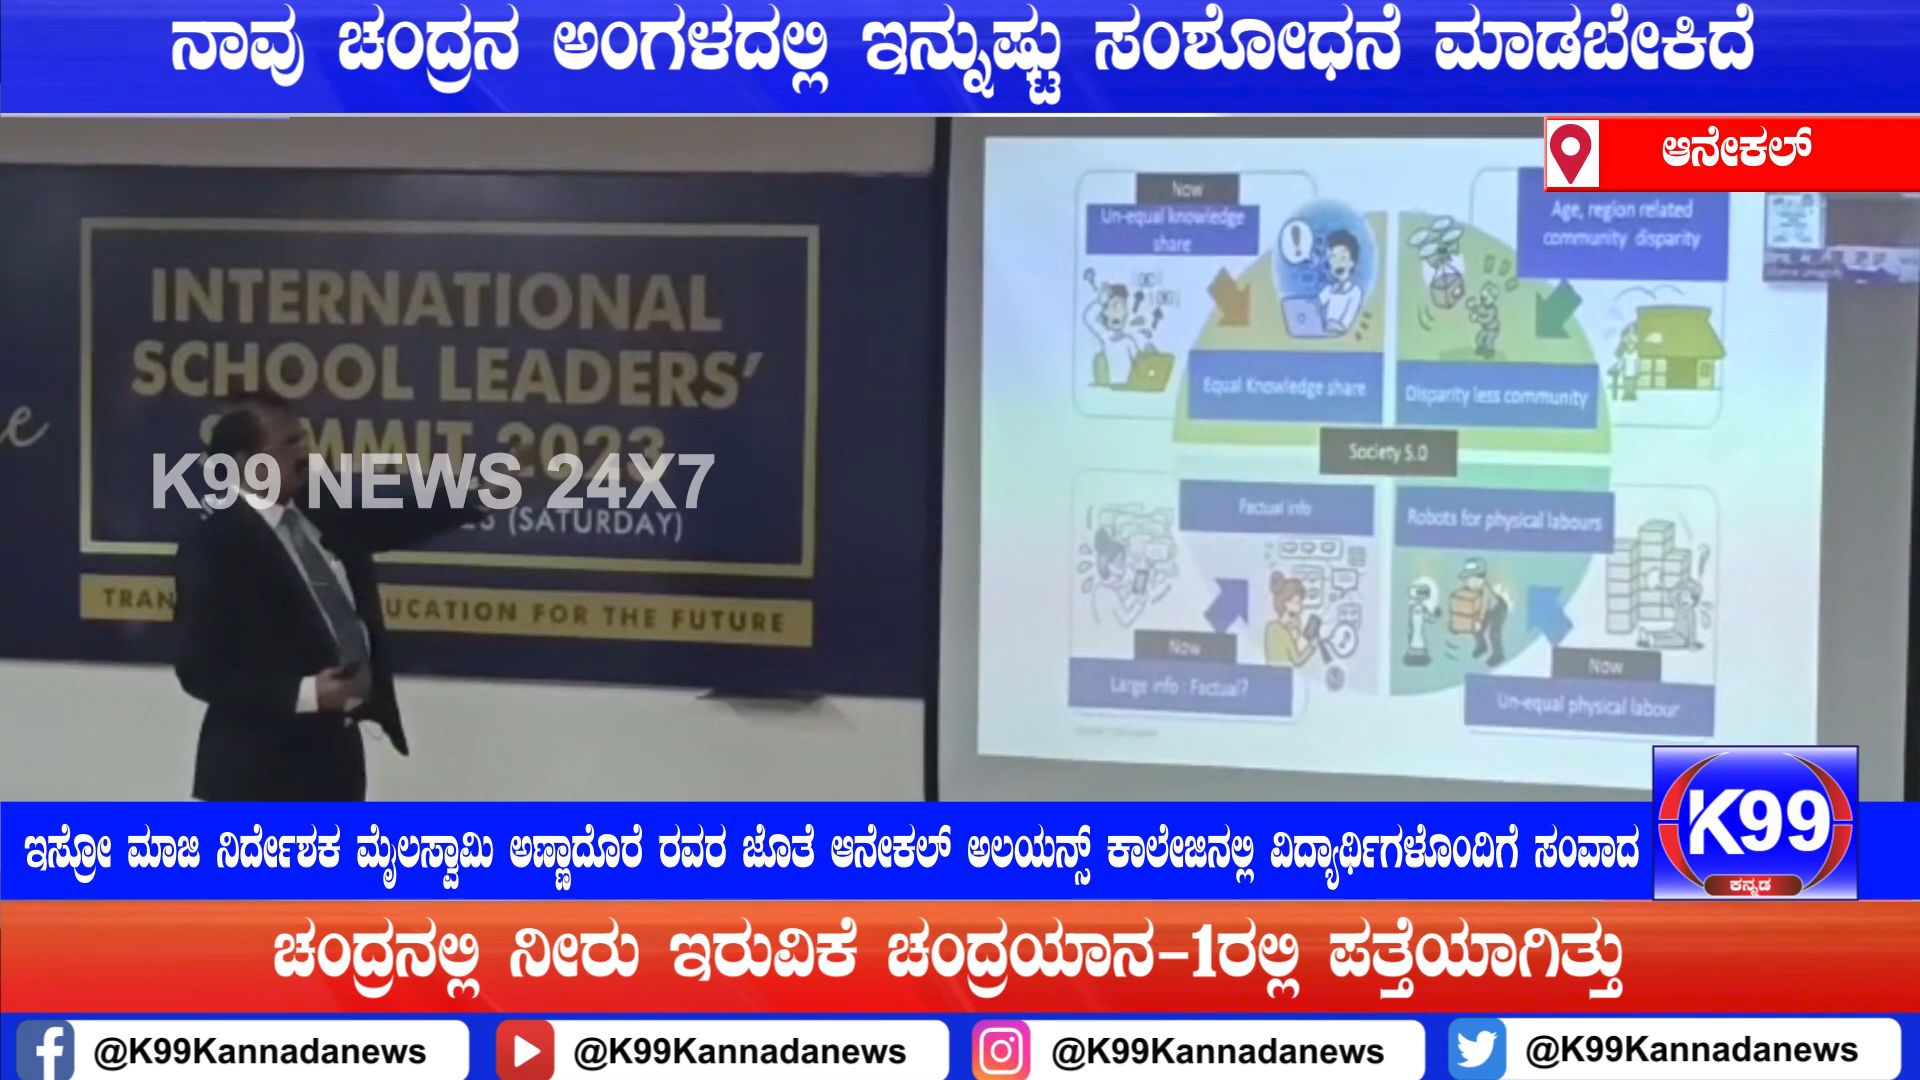 ನಾವು ಚಂದ್ರನ ಅಂಗಳದಲ್ಲಿ ಇನ್ನುಷ್ಟು ಸಂಶೋಧನೆ ಮಾಡಬೇಕಿದೆ
ಆನೇಕಲ್
INTERNATIONAL
SCHOOL LEADERS'
SUMMIT 2023
K99 NEWS 24X7
(SATURDAY)
UCATION FOR THE FUTURE
Now
Un-equal knowledge
share
Age, region related
community disparity
Equal Knowledge share
Disparity less community
Society 5.0
Factual info
Robots for physical labours
Now
Large info : Factual?
Now
Un-equal physical labour
K99
ಕನ್ನಡ
ಇಸ್ರೋ ಮಾಜಿ ನಿರ್ದೇಶಕ ಮೈಲಸ್ವಾಮಿ ಅಣ್ಣಾದೊರೆ ರವರ ಜೊತೆ ಆನೇಕಲ್ ಅಲಯನ್ಸ್ ಕಾಲೇಜಿನಲ್ಲಿ ವಿದ್ಯಾರ್ಥಿಗಳೊಂದಿಗೆ ಸಂವಾದ
ಚಂದ್ರನಲ್ಲಿ ನೀರು ಇರುವಿಕೆ ಚಂದ್ರಯಾನ-1ರಲ್ಲಿ ಪತ್ತೆಯಾಗಿತ್ತು
@K99Kannadanews @K99Kannadanews @K99Kannadanews @K99Kannadanews